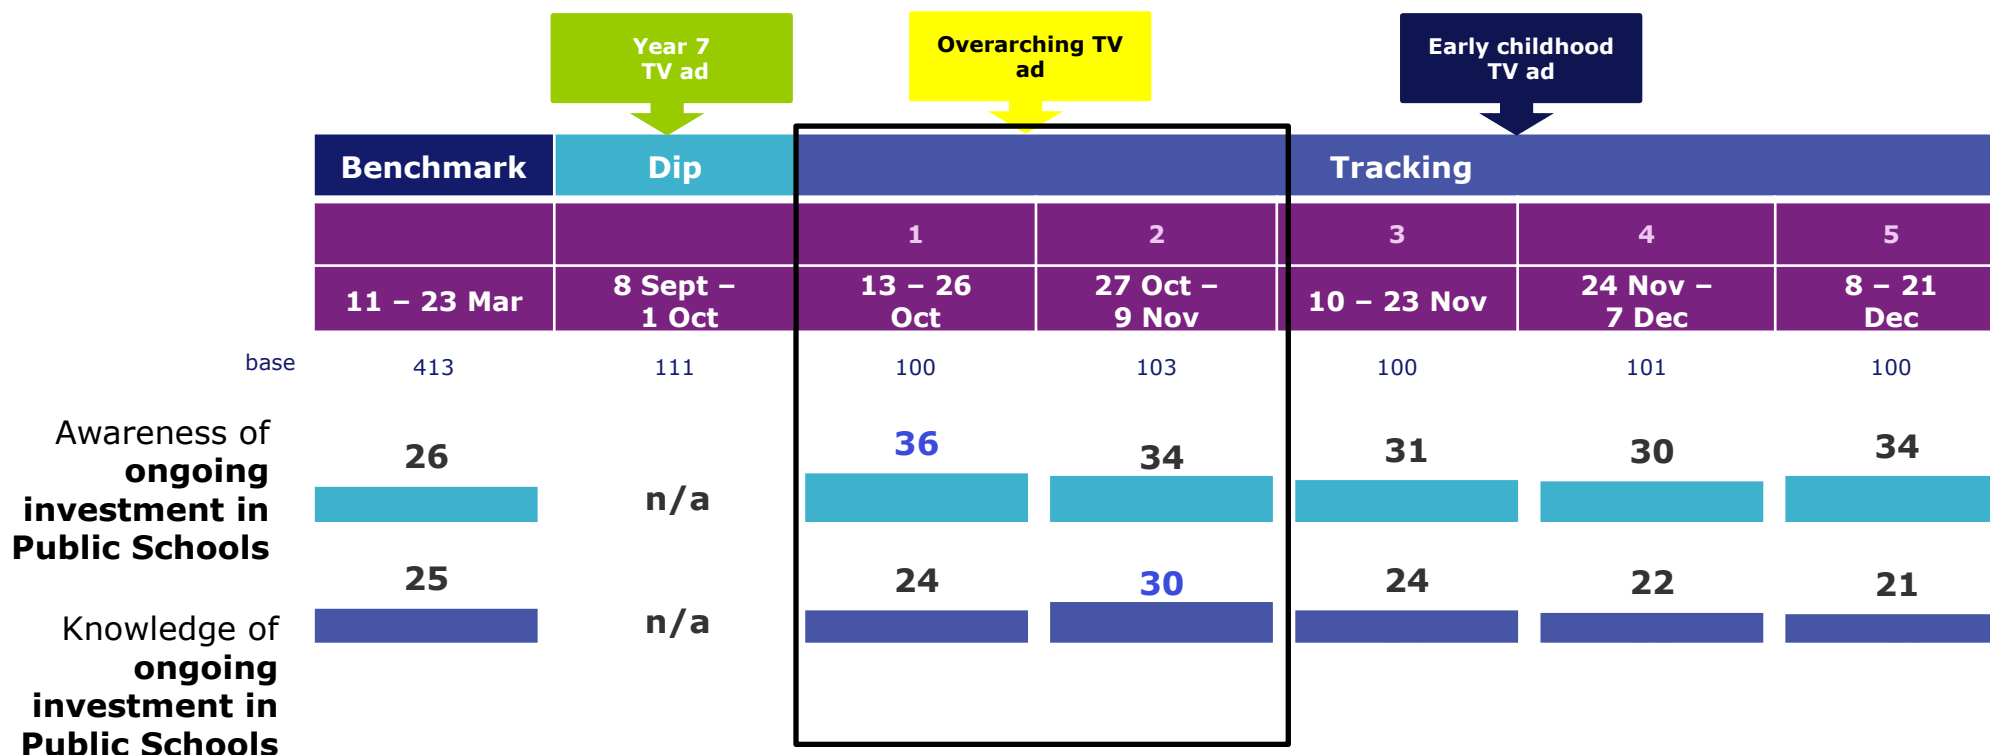 Year 7
TV ad
Overarching TV
ad
Early childhood
TV ad
Benchmark
Dip
Tracking
1
2
3
4
5
11 – 23 Mar
8 Sept –
1 Oct
13 – 26
Oct
27 Oct –
9 Nov
10 – 23 Nov
24 Nov –
7 Dec
8 – 21
Dec
base
413
111
100
103
100
101
100
Awareness of
ongoing
investment in
Public Schools
26
n/a
36
34
31
30
34
Knowledge of
ongoing
investment in
Public Schools
25
n/a
24
30
24
22
21